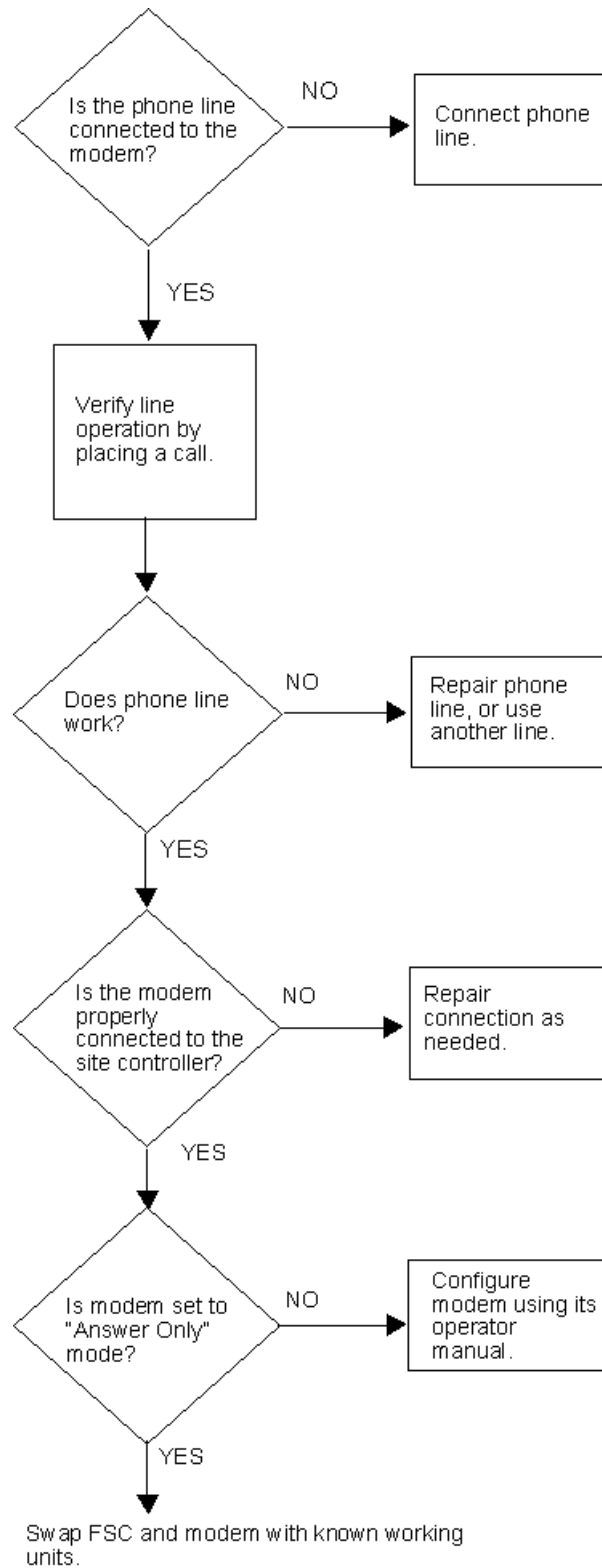 Is the phone line
connected to the
modem?
NO
Connect phone
line.
YES
Verify line
operation by
placing a call.
Does phone line
work?
NO
Repair phone
line, or use
another line.
YES
Is the modem
properly
connected to the
site controller?
NO
Repair
connection as
needed.
YES
Is modem set to
"Answer Only"
mode?
NO
Configure
modem using its
operator
manual.
YES
Swap FSC and modem with known working
units.